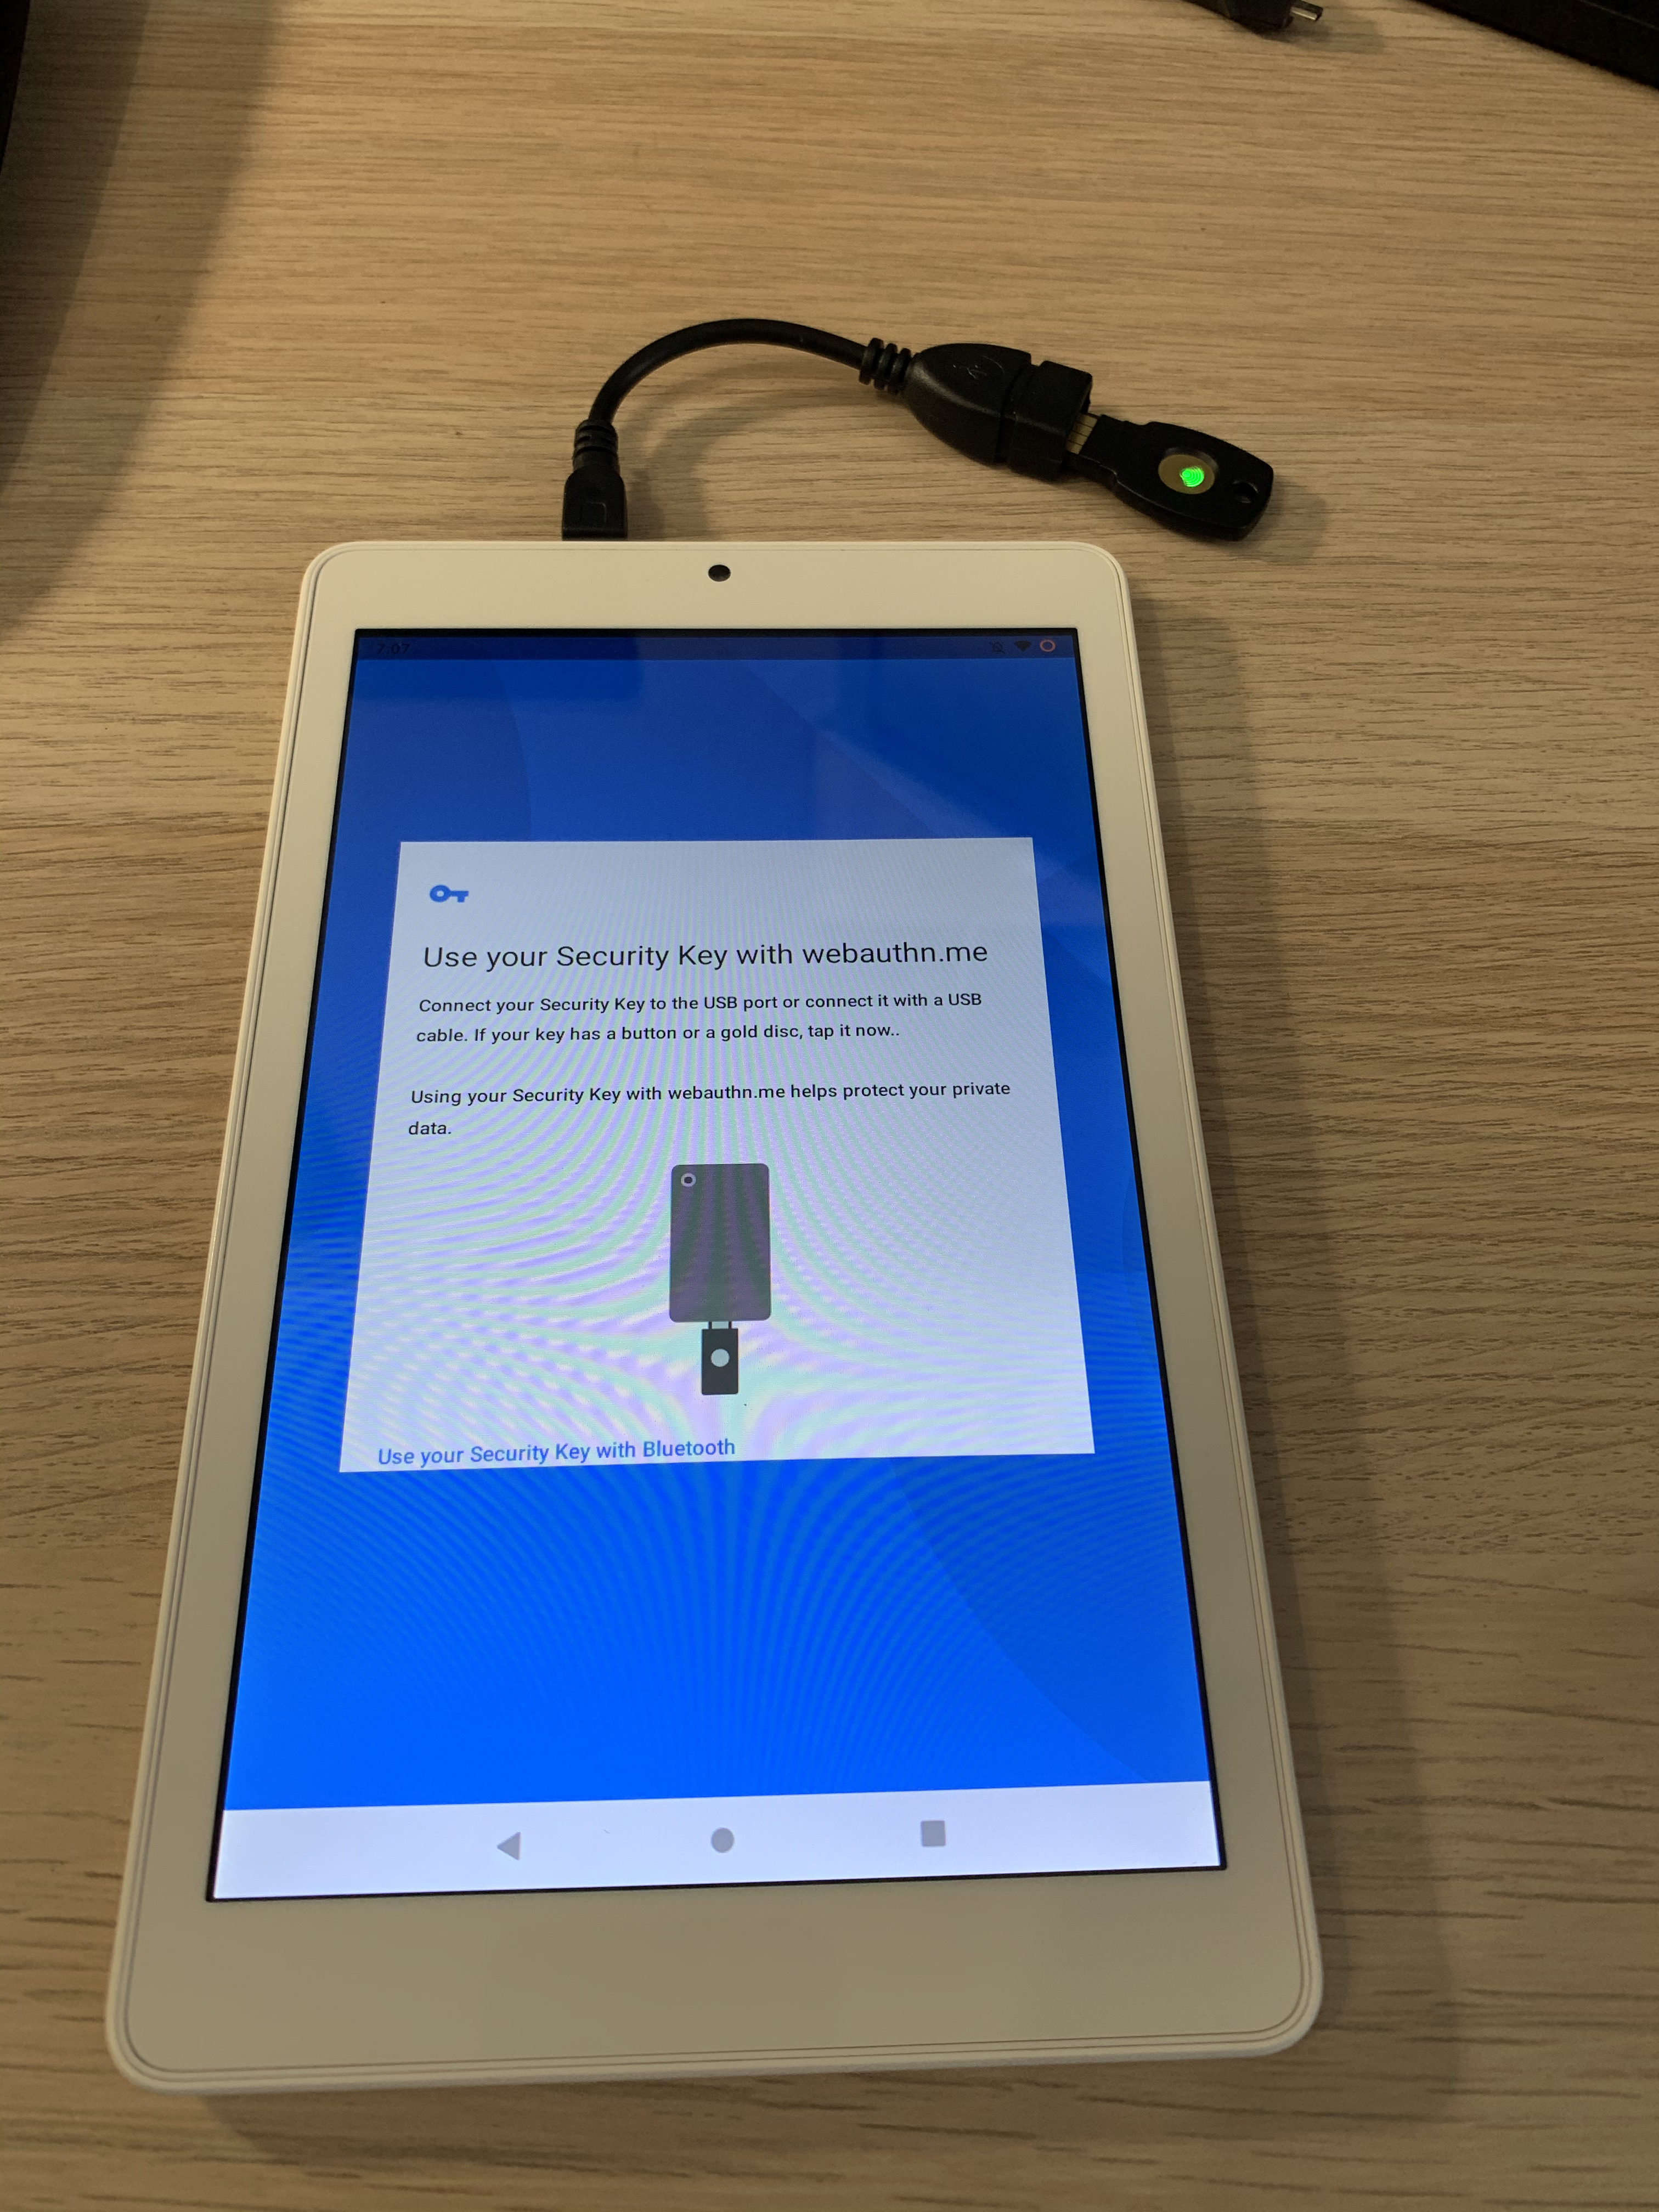 7:07
Use your Security Key with webauthn.me
Connect your Security Key to the USB port or connect it with a USB
cable. If your key has a button or a gold disc, tap it now..
Using your Security Key with webauthn.me helps protect your private
data.
Use your Security Key with Bluetooth